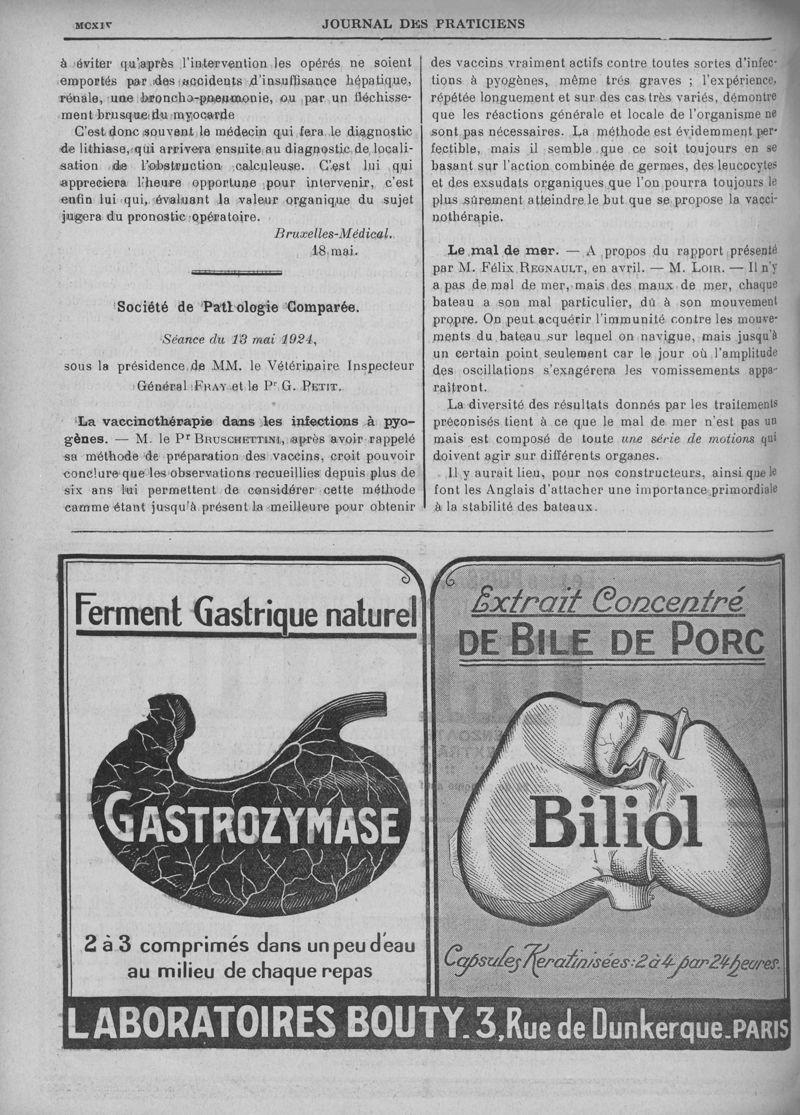 MCXIV
JOURNAL DES PRATICIENS
à éviter qu'après l'intervention les opérés ne soient
emportés par des accidents d'insuffisance hépatique,
rénale, une broncho-pneumonie, ou par un fléchisse-
ment brusque du myocarde
C'est donc souvent le médecin qui fera le diagnostic
de lithiase, qui arrivera ensuite au diagnostic de locali-
sation de l'obstruction calculeuse. C'est lui qui
appreciera l'heure opportune pour intervenir, c'est
enfin lui qui, évaluant la valeur organique du sujet
jugera du pronostic opératoire.
Bruxelles-Médical.
18 mai.
Société de Pathologie Comparée.
Séance du 13 mai 1924,
sous la présidence de MM. le Vétérinaire Inspecteur
Général FRAY et le Pr G. PETIT.
La vaccinothérapie dans les infections à pyo-
gènes. — M. le Pr BRUSCHETTINI, après avoir rappelé
sa méthode de préparation des vaccins, croit pouvoir
conclure que les observations recueillies depuis plus de
six ans lui permettent de considérer cette méthode
camme étant jusqu'à présent la meilleure pour obtenir
des vaccins vraiment actifs contre toutes sortes d'infec-
tions à pyogènes, même très graves ; l'expérience,
répétée longuement et sur des cas très variés, démontre
que les réactions générale et locale de l'organisme ne
sont pas nécessaires. La méthode est évidemment per-
fectible, mais il semble que ce soit toujours en se
basant sur l'action combinée de germes, des leucocytes
et des exsudats organiques que l'on pourra toujours le
plus sûrement atteindre le but que se propose la vacci-
nothérapie.
Le mal de mer. — A propos du rapport présenté
par M. Félix REGNAULT, en avril. — M. LOIR. — Il n'y
a pas de mal de mer, mais des maux de mer, chaque
bateau a son mal particulier, dû à son mouvement
propre. On peut acquérir l'immunité contre les mouve-
ments du bateau sur lequel on navigue, mais jusqu'à
un certain point seulement car le jour où l'amplitude
des oscillations s'exagérera les vomissements appa-
raîtront.
La diversité des résultats donnés par les traitements
préconisés tient à ce que le mal de mer n'est pas un
mais est composé de toute une série de motions qui
doivent agir sur différents organes.
Il y aurait lieu, pour nos constructeurs, ainsi que le
font les Anglais d'attacher une importance primordiale
à la stabilité des bateaux.
Ferment Gastrique naturel
GASTROZYMASE
2 à 3 comprimés dans un peu d'eau
au milieu de chaque repas
Extrait Concentré
DE BILE DE PORC
Biliol
Capsules Keratinisées: 2 à 4 par 24 heures.
LABORATOIRES BOUTY_3, Rue de Dunkerque_PARIS